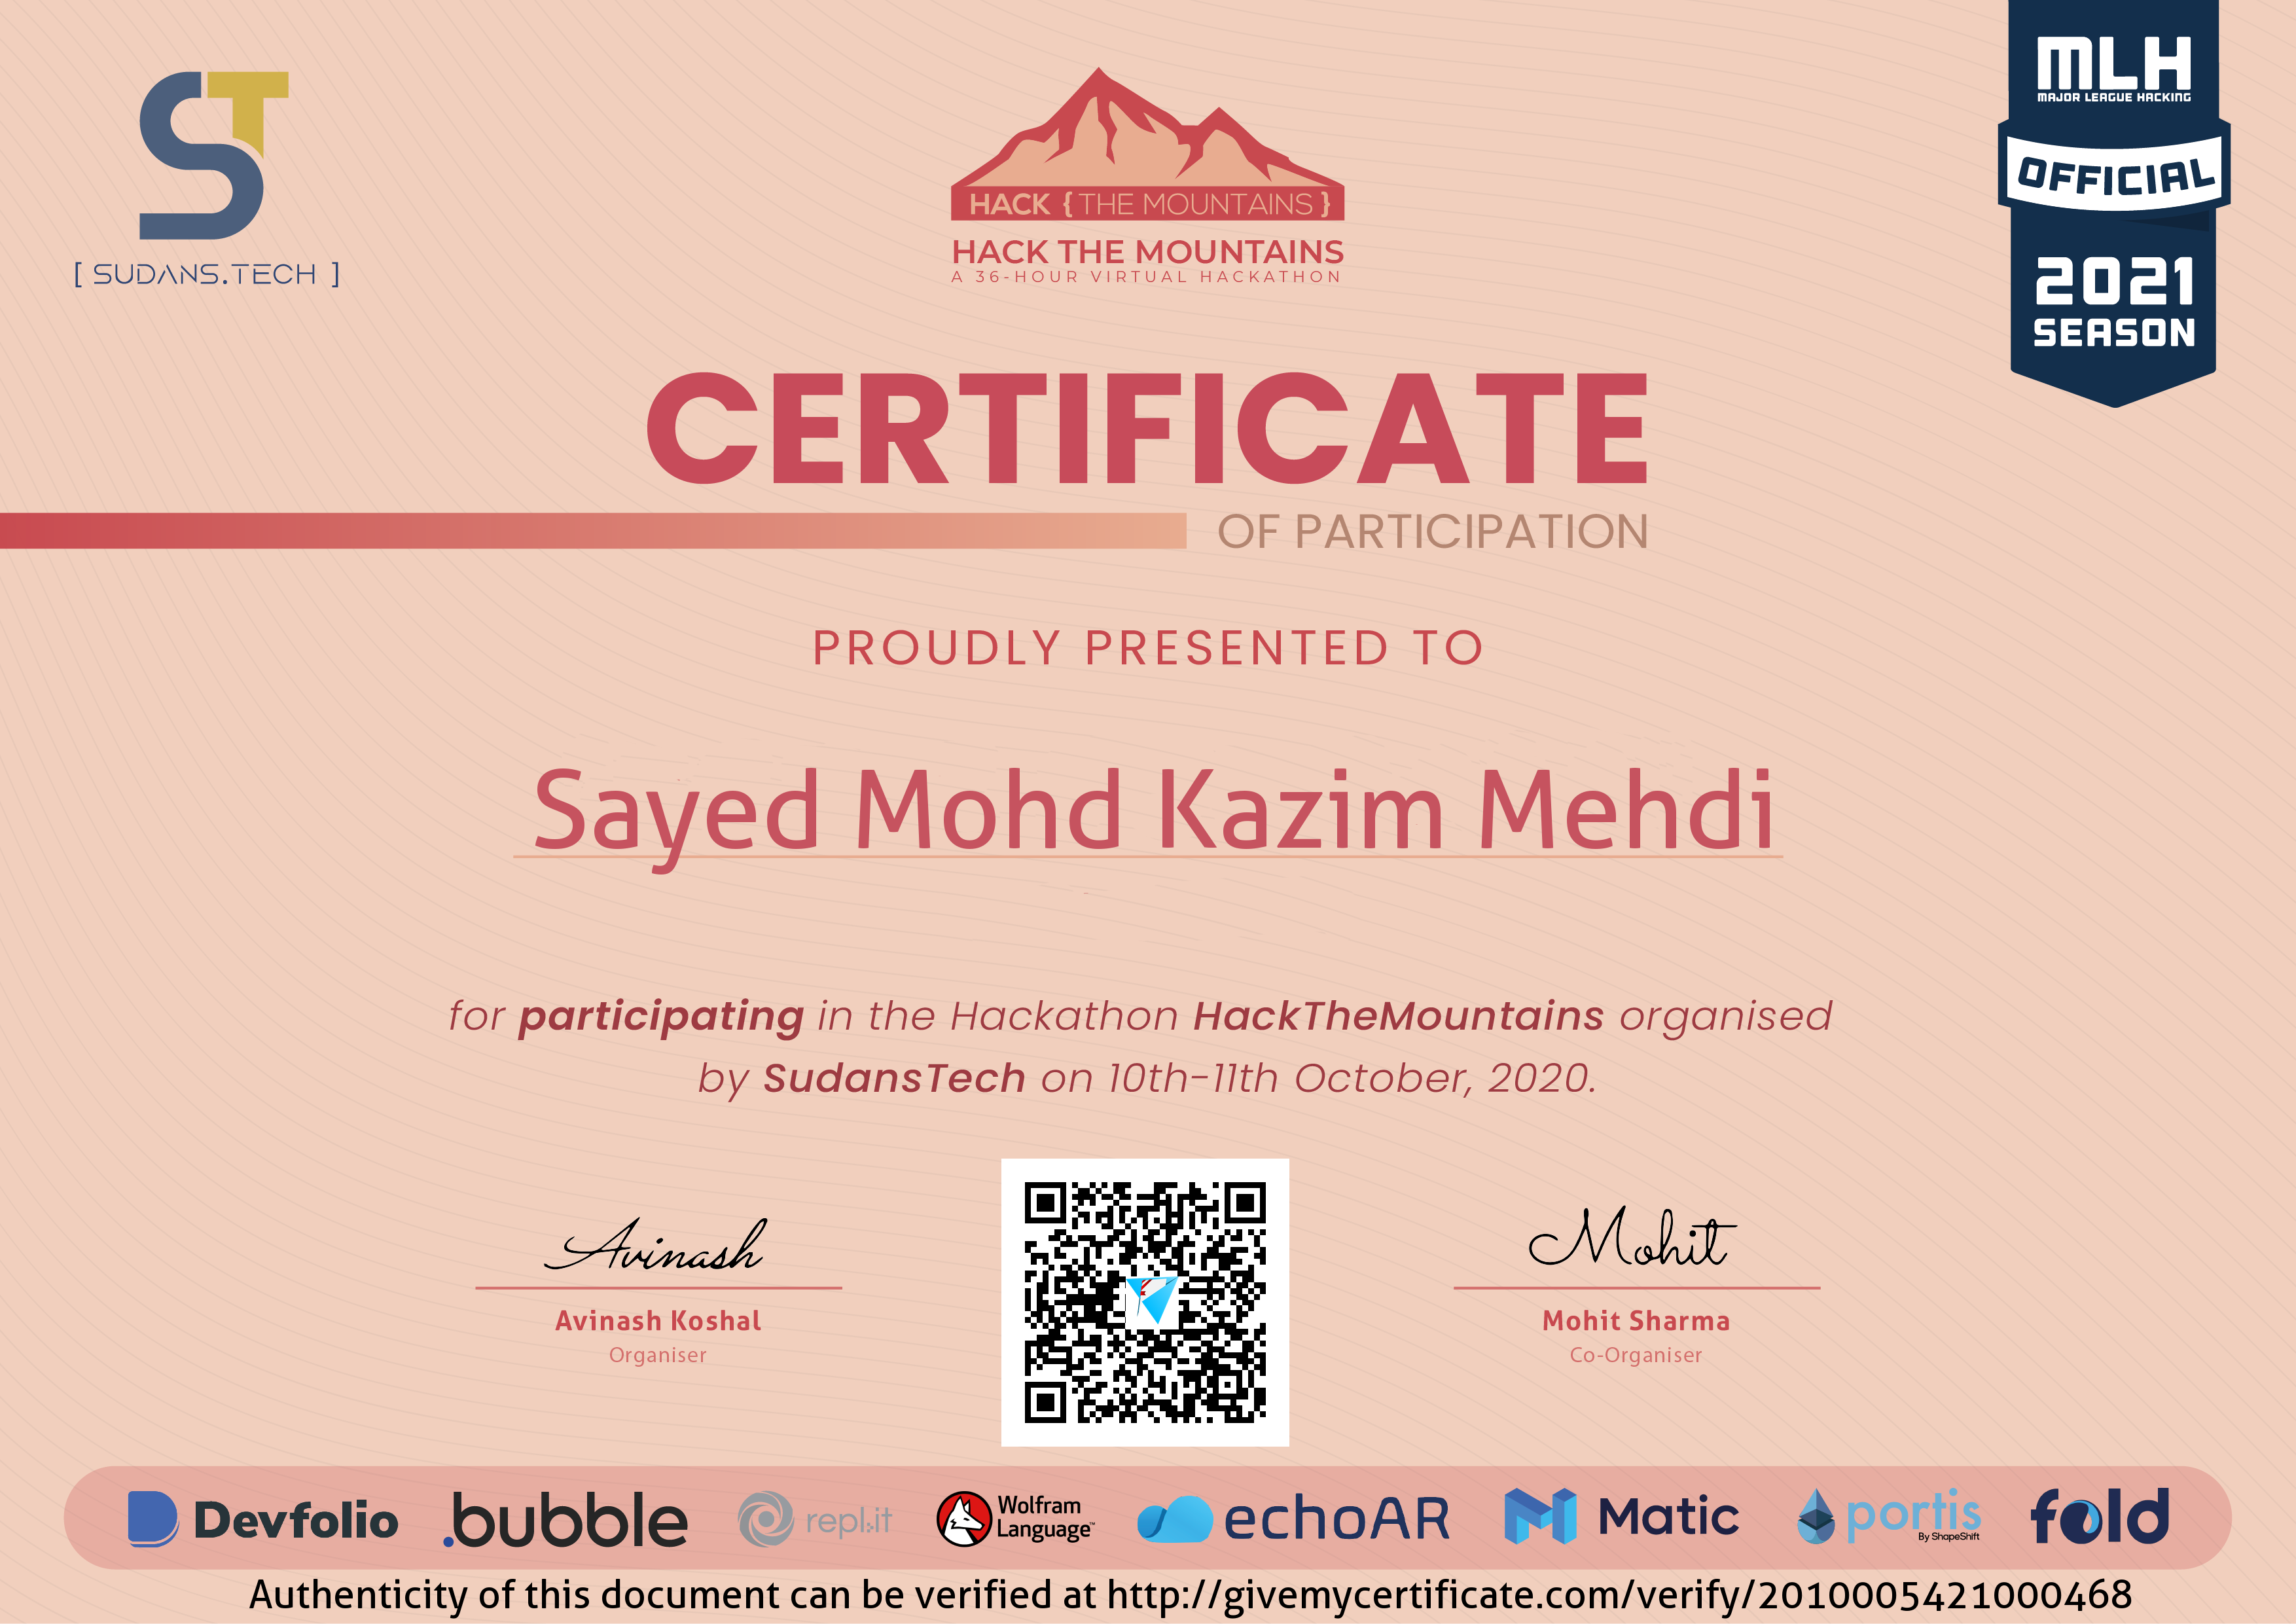 ST
[ SUDANS.TECH ]
HACK { THE MOUNTAINS }
HACK THE MOUNTAINS
A 36-HOUR VIRTUAL HACKATHON
MLH
MAJOR LEAGUE HACKING
OFFICIAL
2021
SEASON
CERTIFICATE
OF PARTICIPATION
PROUDLY PRESENTED TO
Sayed Mohd Kazim Mehdi
for participating in the Hackathon HackTheMountains organised
by SudansTech on 10th-11th October, 2020.
Avinash
Avinash Koshal
Organiser
Mohit
Mohit Sharma
Co-Organiser
Devfolio
.bubble
repl.it
Wolfram
Language™
echoAR
Matic
portis
By ShapeShift
fold
Authenticity of this document can be verified at http://givemycertificate.com/verify/2010005421000468